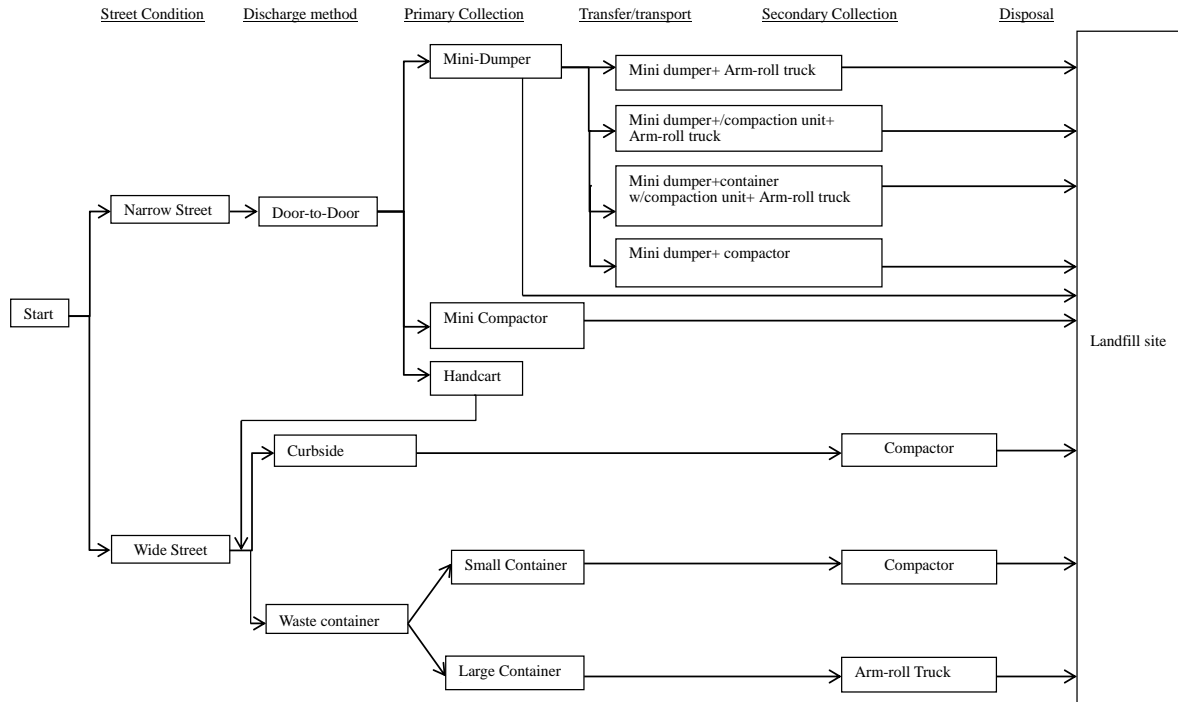 Street Condition
Discharge method
Primary Collection
Transfer/transport
Secondary Collection
Disposal
Mini-Dumper
Mini dumper+ Arm-roll truck
Mini dumper+/compaction unit+
Arm-roll truck
Mini dumper+container
w/compaction unit+ Arm-roll truck
Narrow Street
Door-to-Door
Mini dumper+ compactor
Start
Mini Compactor
Landfill site
Handcart
Curbside
Compactor
Wide Street
Small Container
Compactor
Waste container
Large Container
Arm-roll Truck